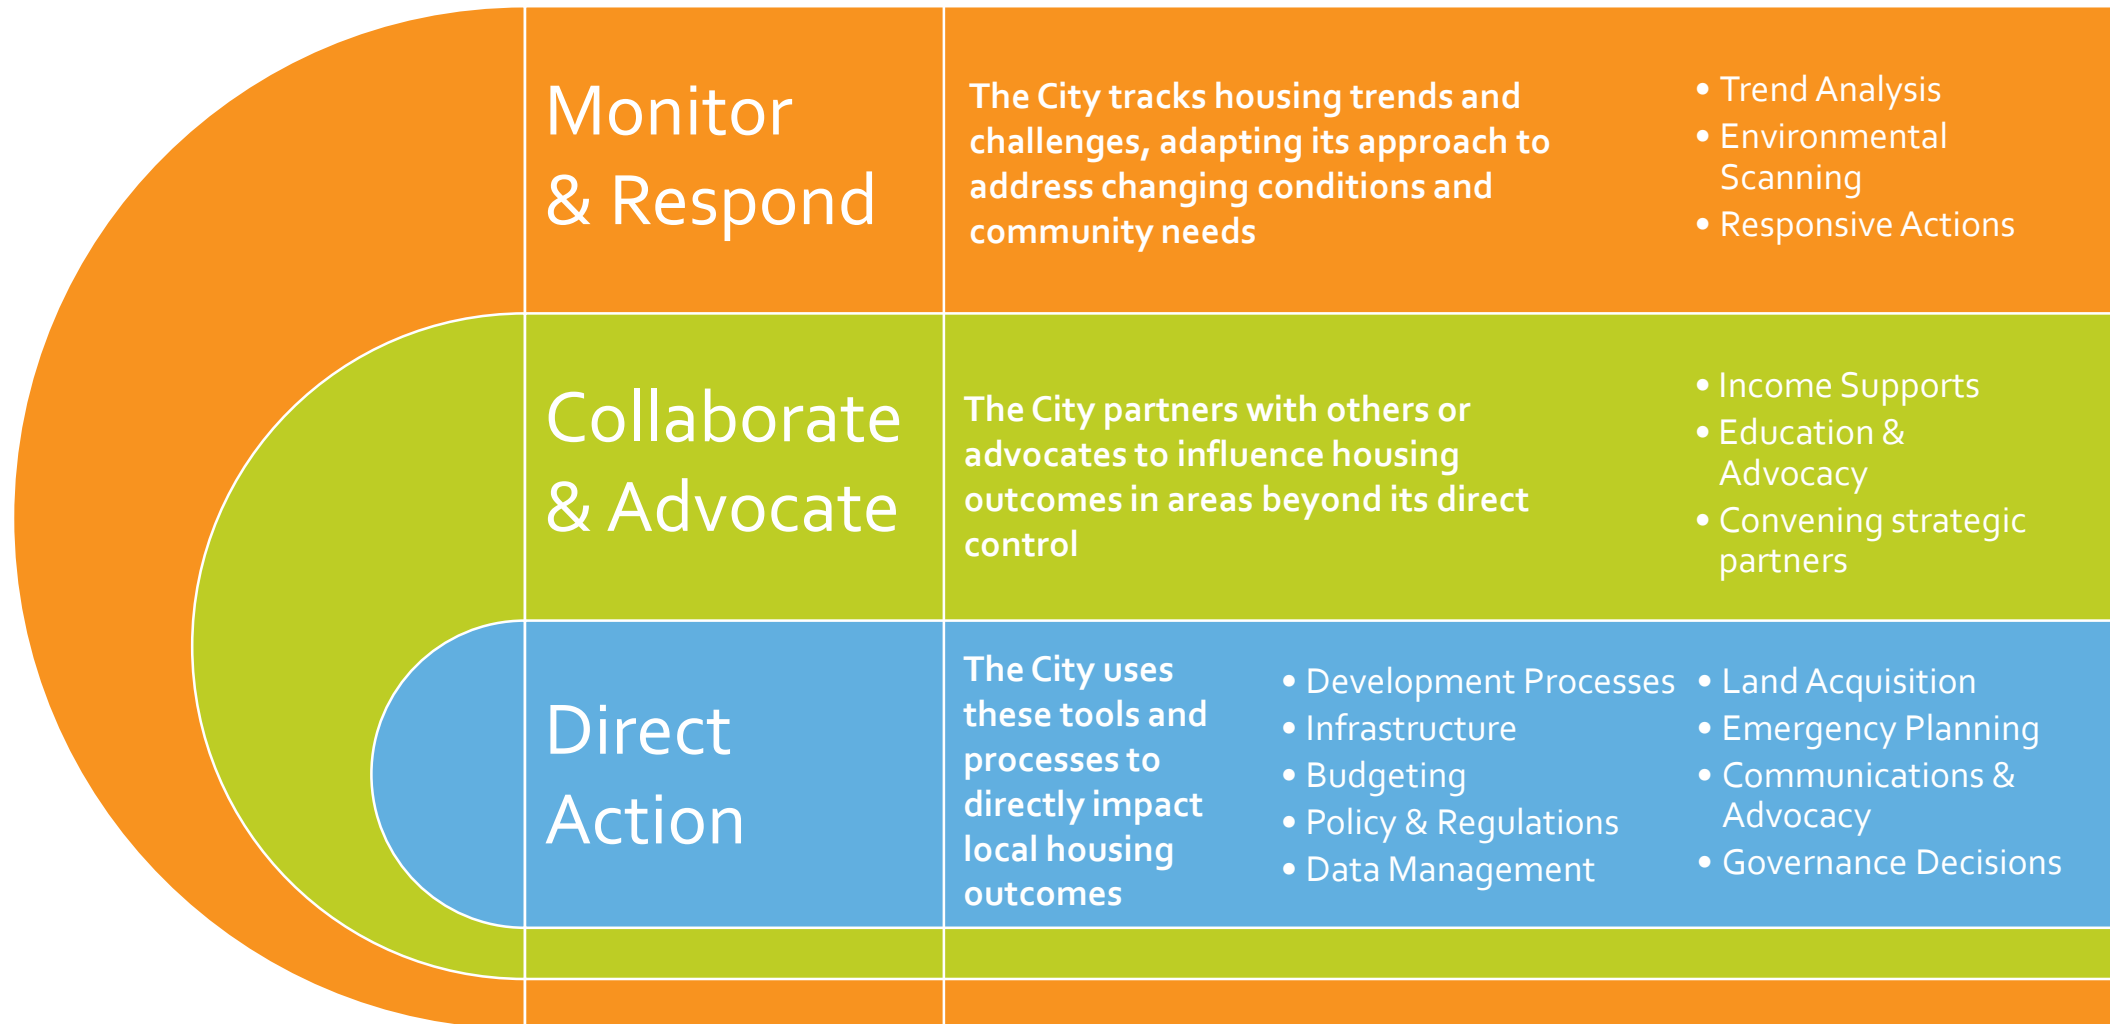 Monitor
& Respond
The City tracks housing trends and
challenges, adapting its approach to
address changing conditions and
community needs
• Trend Analysis
• Environmental
Scanning
• Responsive Actions
Collaborate
& Advocate
The City partners with others or
advocates to influence housing
outcomes in areas beyond its direct
control
• Income Supports
• Education &
Advocacy
• Convening strategic
partners
Direct
Action
The City uses
these tools and
processes to
directly impact
local housing
outcomes
• Development Processes
• Infrastructure
• Budgeting
• Policy & Regulations
• Data Management
• Land Acquisition
• Emergency Planning
• Communications &
Advocacy
• Governance Decisions